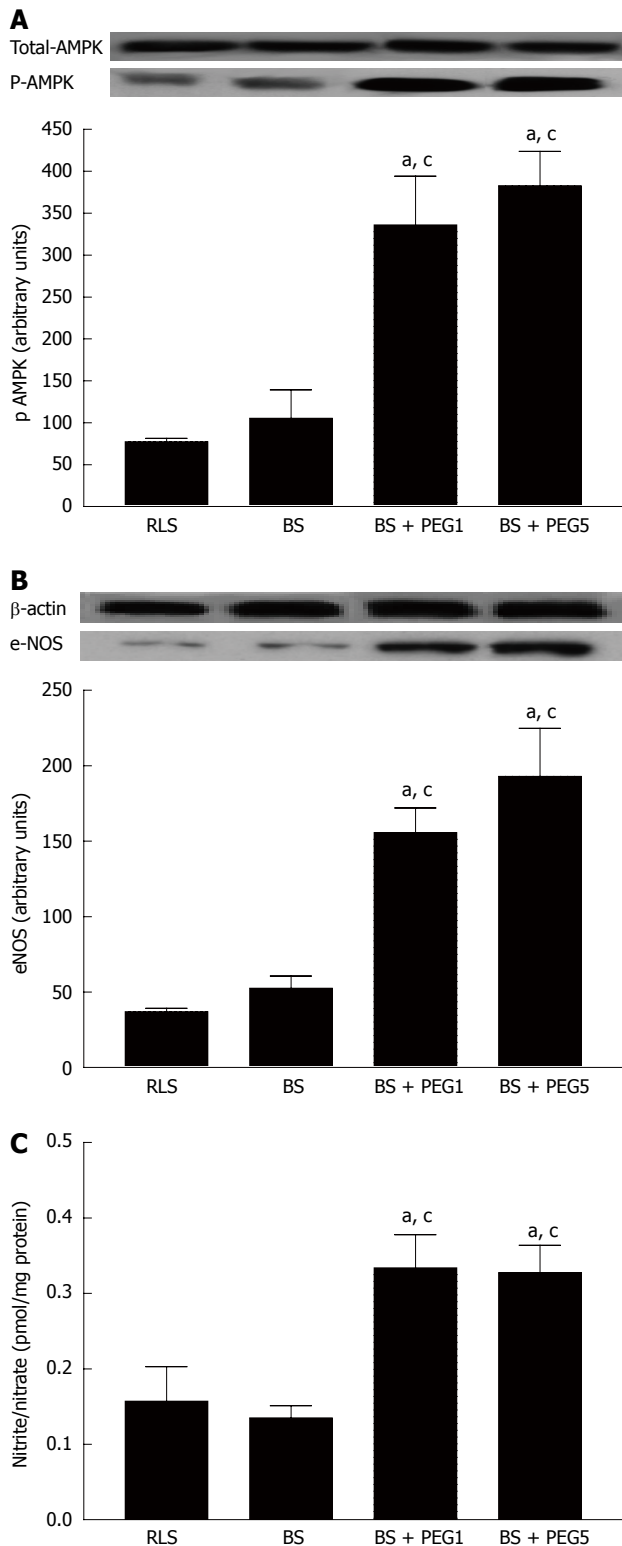 A
Total-AMPK
P-AMPK
p AMPK (arbitrary units)
450
400
350
300
250
200
150
100
50
0
a, c
a, c
RLS BS BS + PEG1 BS + PEG5
B
β-actin
e-NOS
eNOS (arbitrary units)
250
200
150
100
50
0
a, c
a, c
RLS BS BS + PEG1 BS + PEG5
C
Nitrite/nitrate (pmol/mg protein)
0.5
0.4
0.3
0.2
0.1
0.0
a, c
a, c
RLS BS BS + PEG1 BS + PEG5